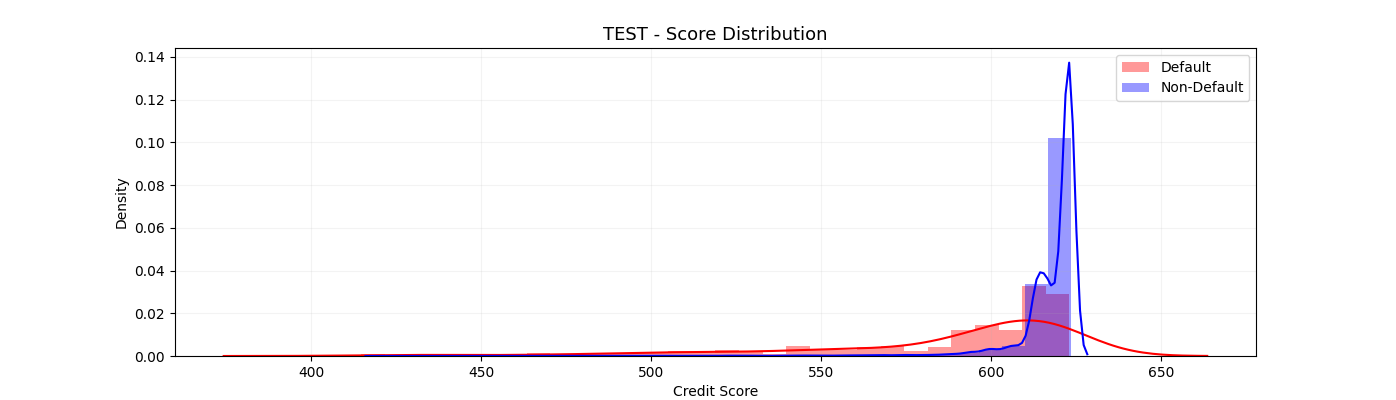 TEST - Score Distribution
Default
Non-Default
0.14
0.12
0.10
0.08
0.06
0.04
0.02
0.00
Density
400 450 500 550 600 650
Credit Score